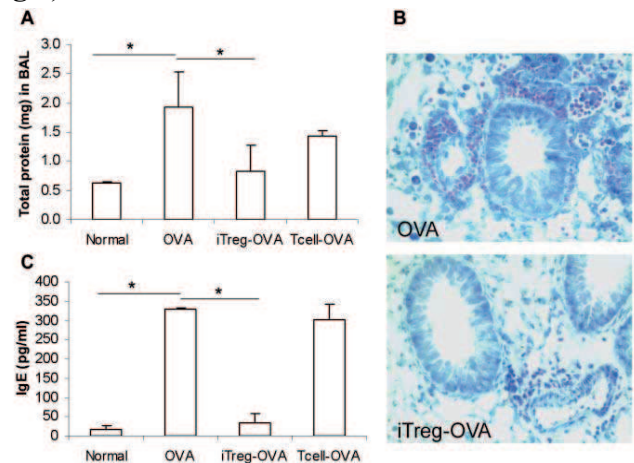 A
Total protein (mg) in BAL
3.0
2.5
2.0
1.5
1.0
0.5
0.0
*
*
Normal
OVA
iTreg-OVA
Tcell-OVA
B
OVA
iTreg-OVA
C
IgE (pg/ml)
400
350
300
250
200
150
100
50
0
*
*
Normal
OVA
iTreg-OVA
Tcell-OVA